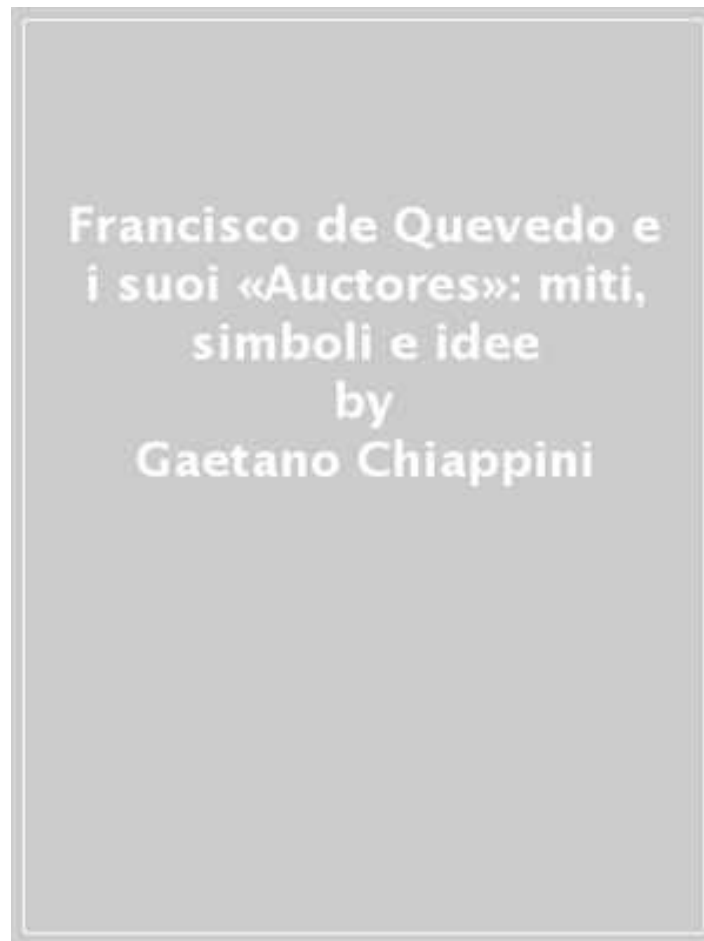 Francisco de Quevedo e
i suoi «Auctores»: miti,
simboli e idee
by
Gaetano Chiappini